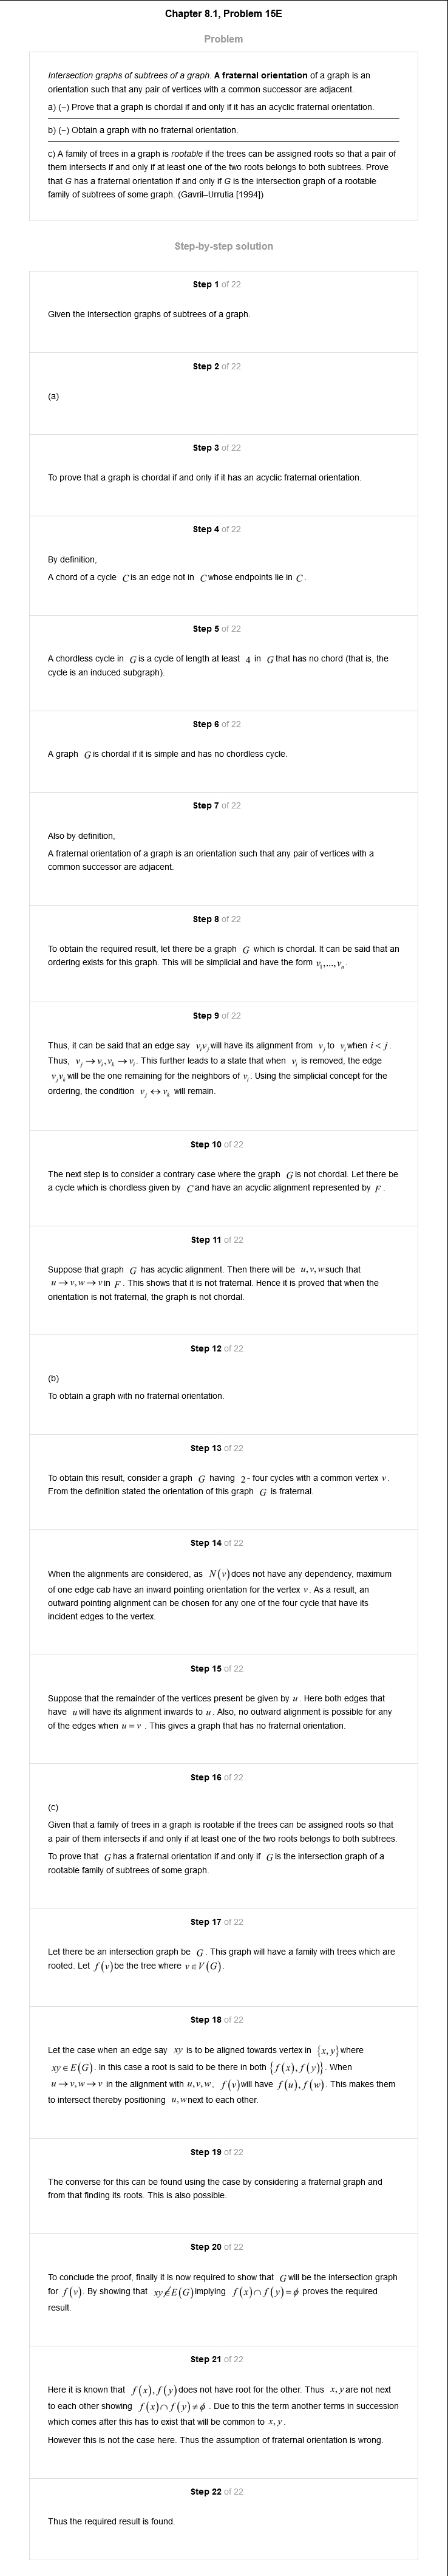 Chapter 8.1, Problem 15E
Problem
Intersection graphs of subtrees of a graph. A fraternal orientation of a graph is an
orientation such that any pair of vertices with a common successor are adjacent.
a) (−) Prove that a graph is chordal if and only if it has an acyclic fraternal orientation.
b) (−) Obtain a graph with no fraternal orientation.
c) A family of trees in a graph is rootable if the trees can be assigned roots so that a pair of
them intersects if and only if at least one of the two roots belongs to both subtrees. Prove
that G has a fraternal orientation if and only if G is the intersection graph of a rootable
family of subtrees of some graph. (Gavril–Urrutia [1994])
Step-by-step solution
Step 1 of 22
Given the intersection graphs of subtrees of a graph.
Step 2 of 22
(a)
Step 3 of 22
To prove that a graph is chordal if and only if it has an acyclic fraternal orientation.
Step 4 of 22
By definition,
A chord of a cycle C is an edge not in C whose endpoints lie in C.
Step 5 of 22
A chordless cycle in G is a cycle of length at least 4 in G that has no chord (that is, the
cycle is an induced subgraph).
Step 6 of 22
A graph G is chordal if it is simple and has no chordless cycle.
Step 7 of 22
Also by definition,
A fraternal orientation of a graph is an orientation such that any pair of vertices with a
common successor are adjacent.
Step 8 of 22
To obtain the required result, let there be a graph G which is chordal. It can be said that an
ordering exists for this graph. This will be simplicial and have the form v₁,...,vₙ.
Step 9 of 22
Thus, it can be said that an edge say vᵢvⱼ will have its alignment from vⱼ to vᵢ when i < j.
Thus, vⱼ → vᵢ, vₖ → vᵢ. This further leads to a state that when vᵢ is removed, the edge
vⱼvₖ will be the one remaining for the neighbors of vᵢ. Using the simplicial concept for the
ordering, the condition vⱼ ↔ vₖ will remain.
Step 10 of 22
The next step is to consider a contrary case where the graph G is not chordal. Let there be
a cycle which is chordless given by C and have an acyclic alignment represented by F.
Step 11 of 22
Suppose that graph G has acyclic alignment. Then there will be u,v,w such that
u → v, w → v in F. This shows that it is not fraternal. Hence it is proved that when the
orientation is not fraternal, the graph is not chordal.
Step 12 of 22
(b)
To obtain a graph with no fraternal orientation.
Step 13 of 22
To obtain this result, consider a graph G having 2- four cycles with a common vertex v.
From the definition stated the orientation of this graph G is fraternal.
Step 14 of 22
When the alignments are considered, as N(v) does not have any dependency, maximum
of one edge cab have an inward pointing orientation for the vertex v. As a result, an
outward pointing alignment can be chosen for any one of the four cycle that have its
incident edges to the vertex.
Step 15 of 22
Suppose that the remainder of the vertices present be given by u. Here both edges that
have u will have its alignment inwards to u. Also, no outward alignment is possible for any
of the edges when u = v. This gives a graph that has no fraternal orientation.
Step 16 of 22
(c)
Given that a family of trees in a graph is rootable if the trees can be assigned roots so that
a pair of them intersects if and only if at least one of the two roots belongs to both subtrees.
To prove that G has a fraternal orientation if and only if G is the intersection graph of a
rootable family of subtrees of some graph.
Step 17 of 22
Let there be an intersection graph be G. This graph will have a family with trees which are
rooted. Let f(v) be the tree where v∈V(G).
Step 18 of 22
Let the case when an edge say xy is to be aligned towards vertex in {x,y} where
xy∈E(G). In this case a root is said to be there in both {f(x), f(y)}. When
u → v, w → v in the alignment with u,v,w, f(v) will have f(u), f(w). This makes them
to intersect thereby positioning u,w next to each other.
Step 19 of 22
The converse for this can be found using the case by considering a fraternal graph and
from that finding its roots. This is also possible.
Step 20 of 22
To conclude the proof, finally it is now required to show that G will be the intersection graph
for f(v). By showing that xy∉E(G) implying f(x)∩f(y)=ϕ proves the required
result.
Step 21 of 22
Here it is known that f(x), f(y) does not have root for the other. Thus x,y are not next
to each other showing f(x)∩f(y)≠ϕ. Due to this the term another terms in succession
which comes after this has to exist that will be common to x,y.
However this is not the case here. Thus the assumption of fraternal orientation is wrong.
Step 22 of 22
Thus the required result is found.